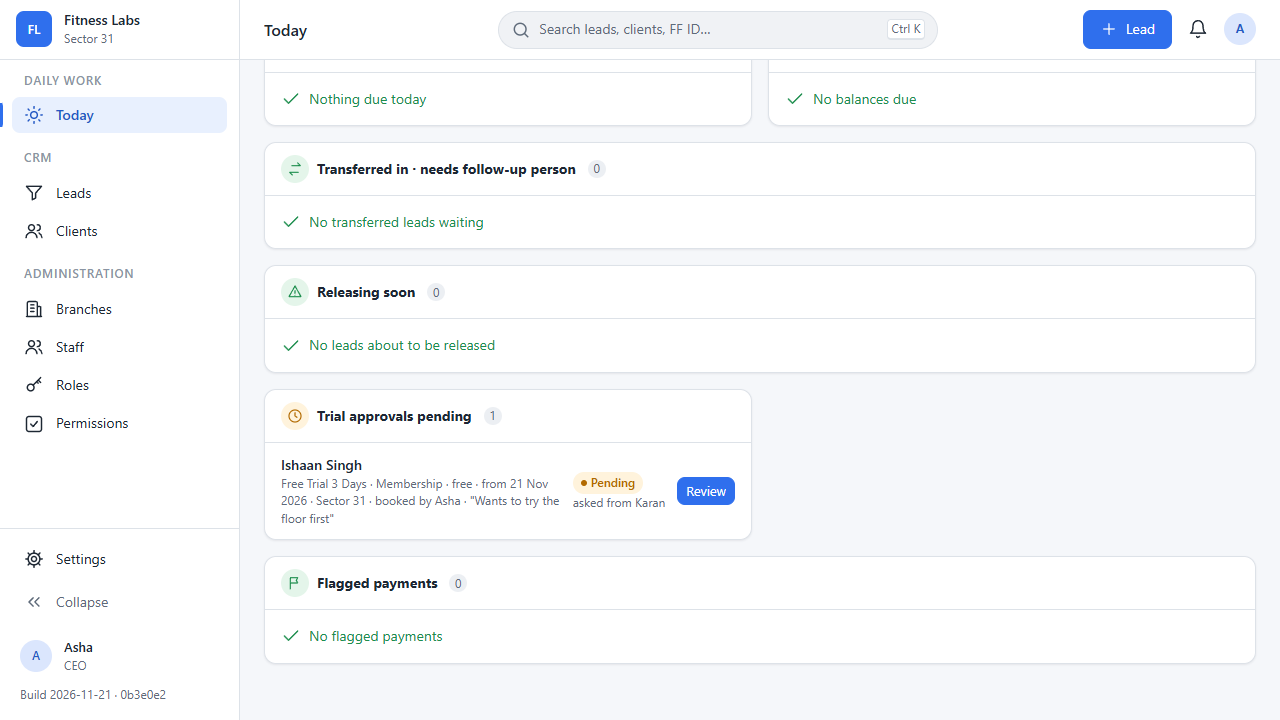 FL
Fitness Labs
Sector 31
DAILY WORK
Today
CRM
Leads
Clients
ADMINISTRATION
Branches
Staff
Roles
Permissions
Settings
Collapse
A
Asha
CEO
Build 2026-11-21 · 0b3e0e2
Today
Search leads, clients, FF ID...
Ctrl K
Lead
A
Nothing due today
No balances due
Transferred in · needs follow-up person 0
No transferred leads waiting
Releasing soon 0
No leads about to be released
Trial approvals pending 1
Ishaan Singh
Free Trial 3 Days · Membership · free · from 21 Nov
2026 · Sector 31 · booked by Asha · "Wants to try the
floor first"
Pending
asked from Karan
Review
Flagged payments 0
No flagged payments